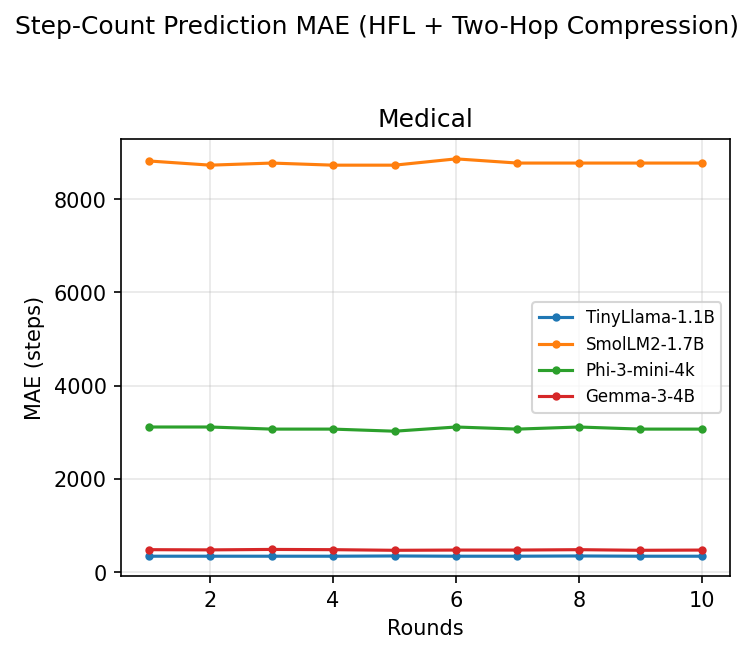 Step-Count Prediction MAE (HFL + Two-Hop Compression)
Medical
MAE (steps)
8000
6000
4000
2000
0
TinyLlama-1.1B
SmolLM2-1.7B
Phi-3-mini-4k
Gemma-3-4B
2 4 6 8 10
Rounds